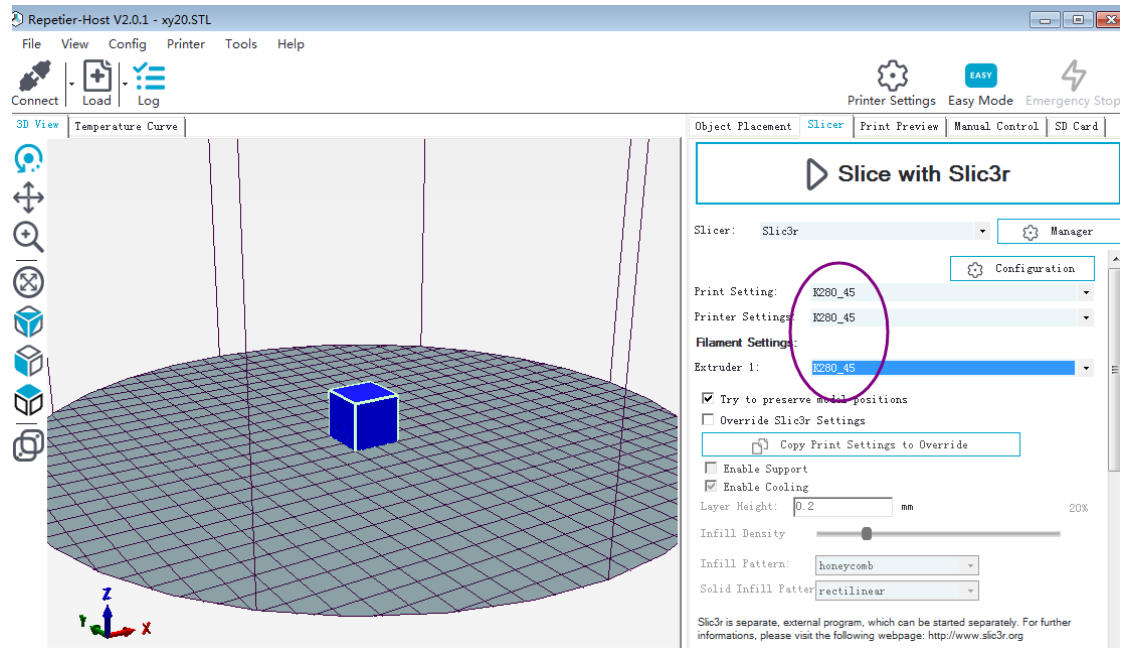 Repetier-Host V2.0.1 - xy20.STL
File View Config Printer Tools Help
Connect Load Log Printer Settings EASY Easy Mode Emergency Stop
3D View Temperature Curve Object Placement Slicer Print Preview Manual Control SD Card
Slice with Slic3r
Slicer: Slic3r Manager
Configuration
Print Setting: K280_45
Printer Settings: K280_45
Filament Settings:
Extruder 1: K280_45
Try to preserve model positions
Override Slic3r Settings
Copy Print Settings to Override
Enable Support
Enable Cooling
Layer Height: 0.2 mm 20%
Infill Density
Infill Pattern: honeycomb
Solid Infill Patter rectilinear
Z
Y X
Slic3r is separate, external program, which can be started separately. For further
informations, please visit the following webpage: http://www.slic3r.org